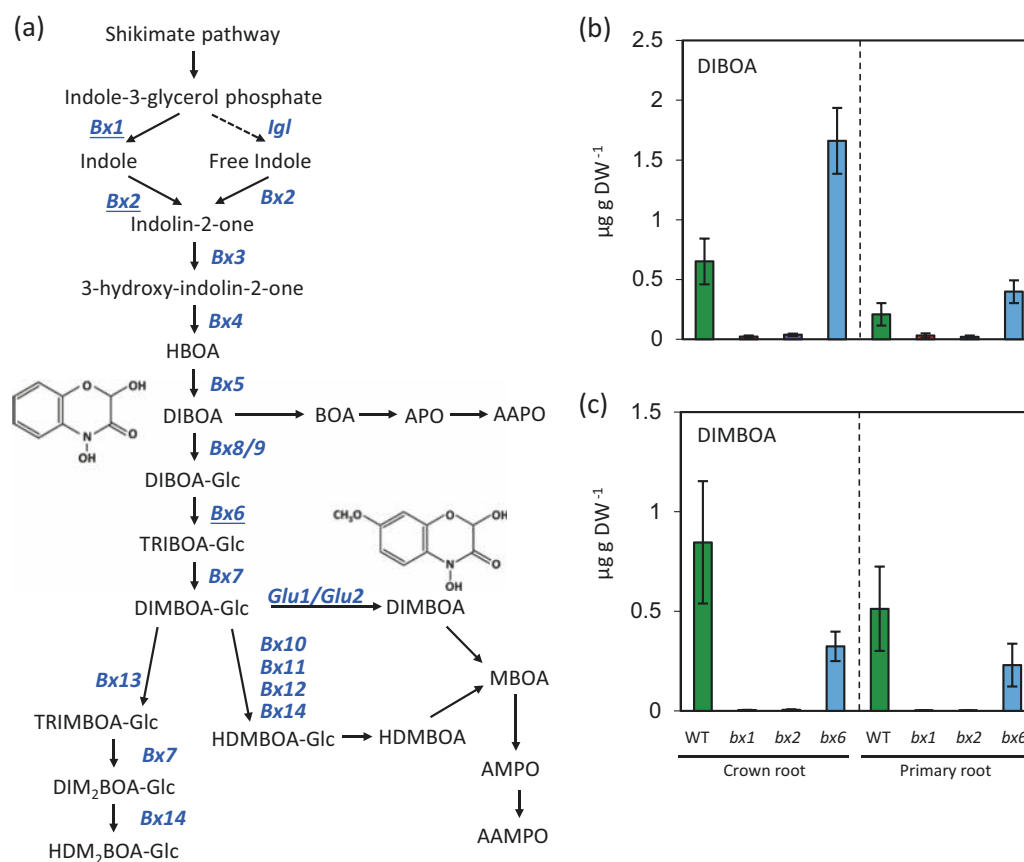 (a)
Shikimate pathway
Indole-3-glycerol phosphate
Bx1
Igl
Indole
Free Indole
Bx2
Bx2
Indolin-2-one
Bx3
3-hydroxy-indolin-2-one
Bx4
HBOA
Bx5
DIBOA
BOA
APO
AAPO
O
OH
N
O
OH
Bx8/9
DIBOA-Glc
Bx6
TRIBOA-Glc
Bx7
CH₃O
O
OH
N
O
OH
DIMBOA-Glc
Glu1/Glu2
DIMBOA
Bx10
Bx11
Bx12
Bx14
Bx13
MBOA
TRIMBOA-Glc
HDMBOA-Glc
HDMBOA
Bx7
DIM₂BOA-Glc
AMPO
Bx14
HDM₂BOA-Glc
AAMPO
(b)
DIBOA
µg g DW⁻¹
2.5
2
1.5
1
0.5
0
(c)
DIMBOA
µg g DW⁻¹
1.5
1
0.5
0
WT bx1 bx2 bx6 WT bx1 bx2 bx6
Crown root Primary root